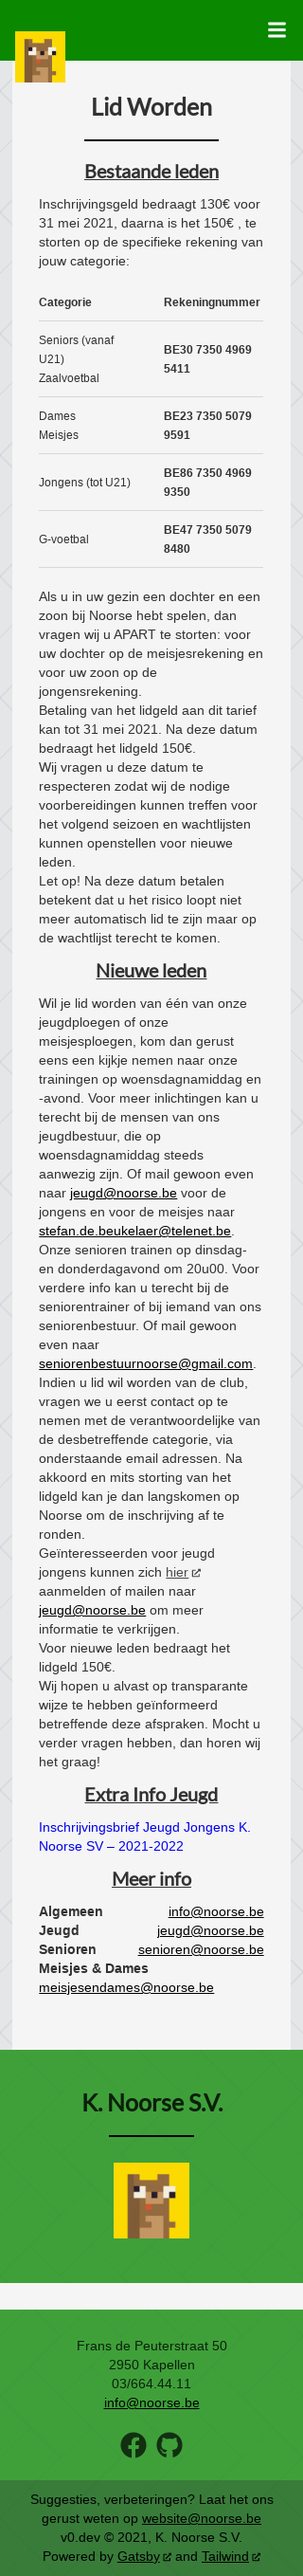 Lid Worden
Bestaande leden
Inschrijvingsgeld bedraagt 130€ voor
31 mei 2021, daarna is het 150€ , te
storten op de specifieke rekening van
jouw categorie:
Categorie Rekeningnummer
Seniors (vanaf
U21)
Zaalvoetbal
BE30 7350 4969
5411
Dames
Meisjes
BE23 7350 5079
9591
Jongens (tot U21)
BE86 7350 4969
9350
G-voetbal
BE47 7350 5079
8480
Als u in uw gezin een dochter en een
zoon bij Noorse hebt spelen, dan
vragen wij u APART te storten: voor
uw dochter op de meisjesrekening en
voor uw zoon op de
jongensrekening.
Betaling van het lidgeld aan dit tarief
kan tot 31 mei 2021. Na deze datum
bedraagt het lidgeld 150€.
Wij vragen u deze datum te
respecteren zodat wij de nodige
voorbereidingen kunnen treffen voor
het volgend seizoen en wachtlijsten
kunnen openstellen voor nieuwe
leden.
Let op! Na deze datum betalen
betekent dat u het risico loopt niet
meer automatisch lid te zijn maar op
de wachtlijst terecht te komen.
Nieuwe leden
Wil je lid worden van één van onze
jeugdploegen of onze
meisjesploegen, kom dan gerust
eens een kijkje nemen naar onze
trainingen op woensdagnamiddag en
-avond. Voor meer inlichtingen kan u
terecht bij de mensen van ons
jeugdbestuur, die op
woensdagnamiddag steeds
aanwezig zijn. Of mail gewoon even
naar jeugd@noorse.be voor de
jongens en voor de meisjes naar
stefan.de.beukelaer@telenet.be.
Onze senioren trainen op dinsdag-
en donderdagavond om 20u00. Voor
verdere info kan u terecht bij de
seniorentrainer of bij iemand van ons
seniorenbestuur. Of mail gewoon
even naar
seniorenbestuurnoorse@gmail.com.
Indien u lid wil worden van de club,
vragen we u eerst contact op te
nemen met de verantwoordelijke van
de desbetreffende categorie, via
onderstaande email adressen. Na
akkoord en mits storting van het
lidgeld kan je dan langskomen op
Noorse om de inschrijving af te
ronden.
Geïnteresseerden voor jeugd
jongens kunnen zich hier
aanmelden of mailen naar
jeugd@noorse.be om meer
informatie te verkrijgen.
Voor nieuwe leden bedraagt het
lidgeld 150€.
Wij hopen u alvast op transparante
wijze te hebben geïnformeerd
betreffende deze afspraken. Mocht u
verder vragen hebben, dan horen wij
het graag!
Extra Info Jeugd
Inschrijvingsbrief Jeugd Jongens K.
Noorse SV – 2021-2022
Meer info
Algemeen info@noorse.be
Jeugd jeugd@noorse.be
Senioren senioren@noorse.be
Meisjes & Dames
meisjesendames@noorse.be
K. Noorse S.V.
Frans de Peuterstraat 50
2950 Kapellen
03/664.44.11
info@noorse.be
Suggesties, verbeteringen? Laat het ons
gerust weten op website@noorse.be
v0.dev © 2021, K. Noorse S.V.
Powered by Gatsby and Tailwind